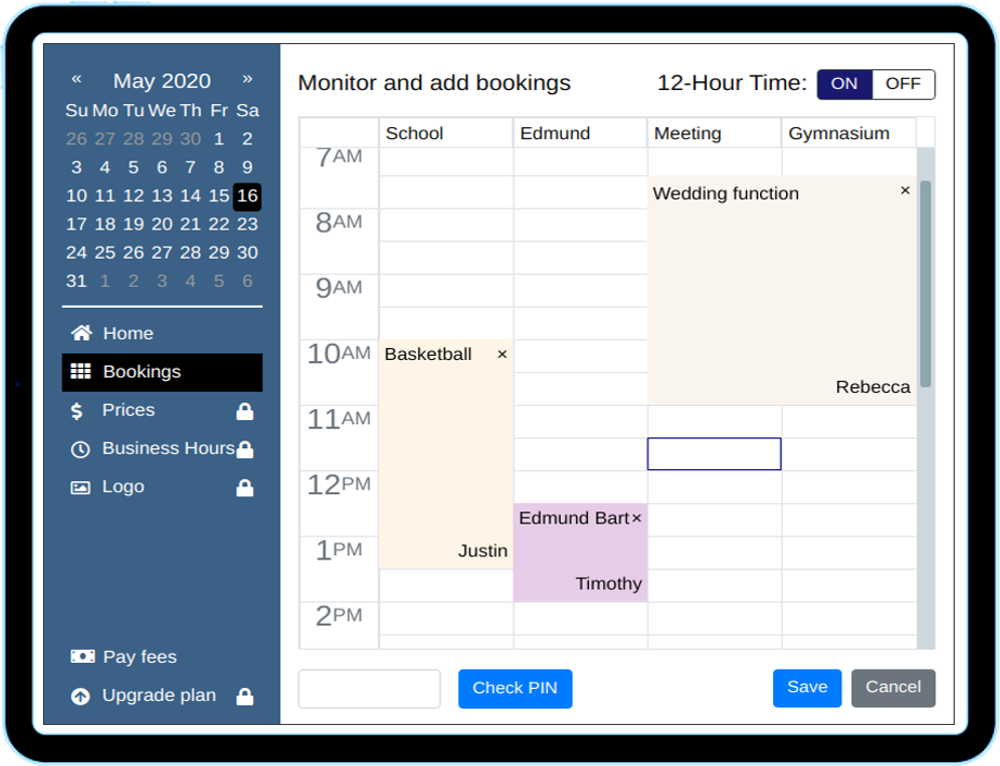 « May 2020 »
Su Mo Tu We Th Fr Sa
26 27 28 29 30 1 2
3 4 5 6 7 8 9
10 11 12 13 14 15 16
17 18 19 20 21 22 23
24 25 26 27 28 29 30
31 1 2 3 4 5 6
Home
Bookings
Prices
Business Hours
Logo
Pay fees
Upgrade plan
Monitor and add bookings
12-Hour Time: ON OFF
School Edmund Meeting Gymnasium
7AM
Wedding function ×
8AM
9AM
10AM Basketball ×
Rebecca
11AM
12PM
Edmund Bart×
1PM Justin
Timothy
2PM
Check PIN Save Cancel